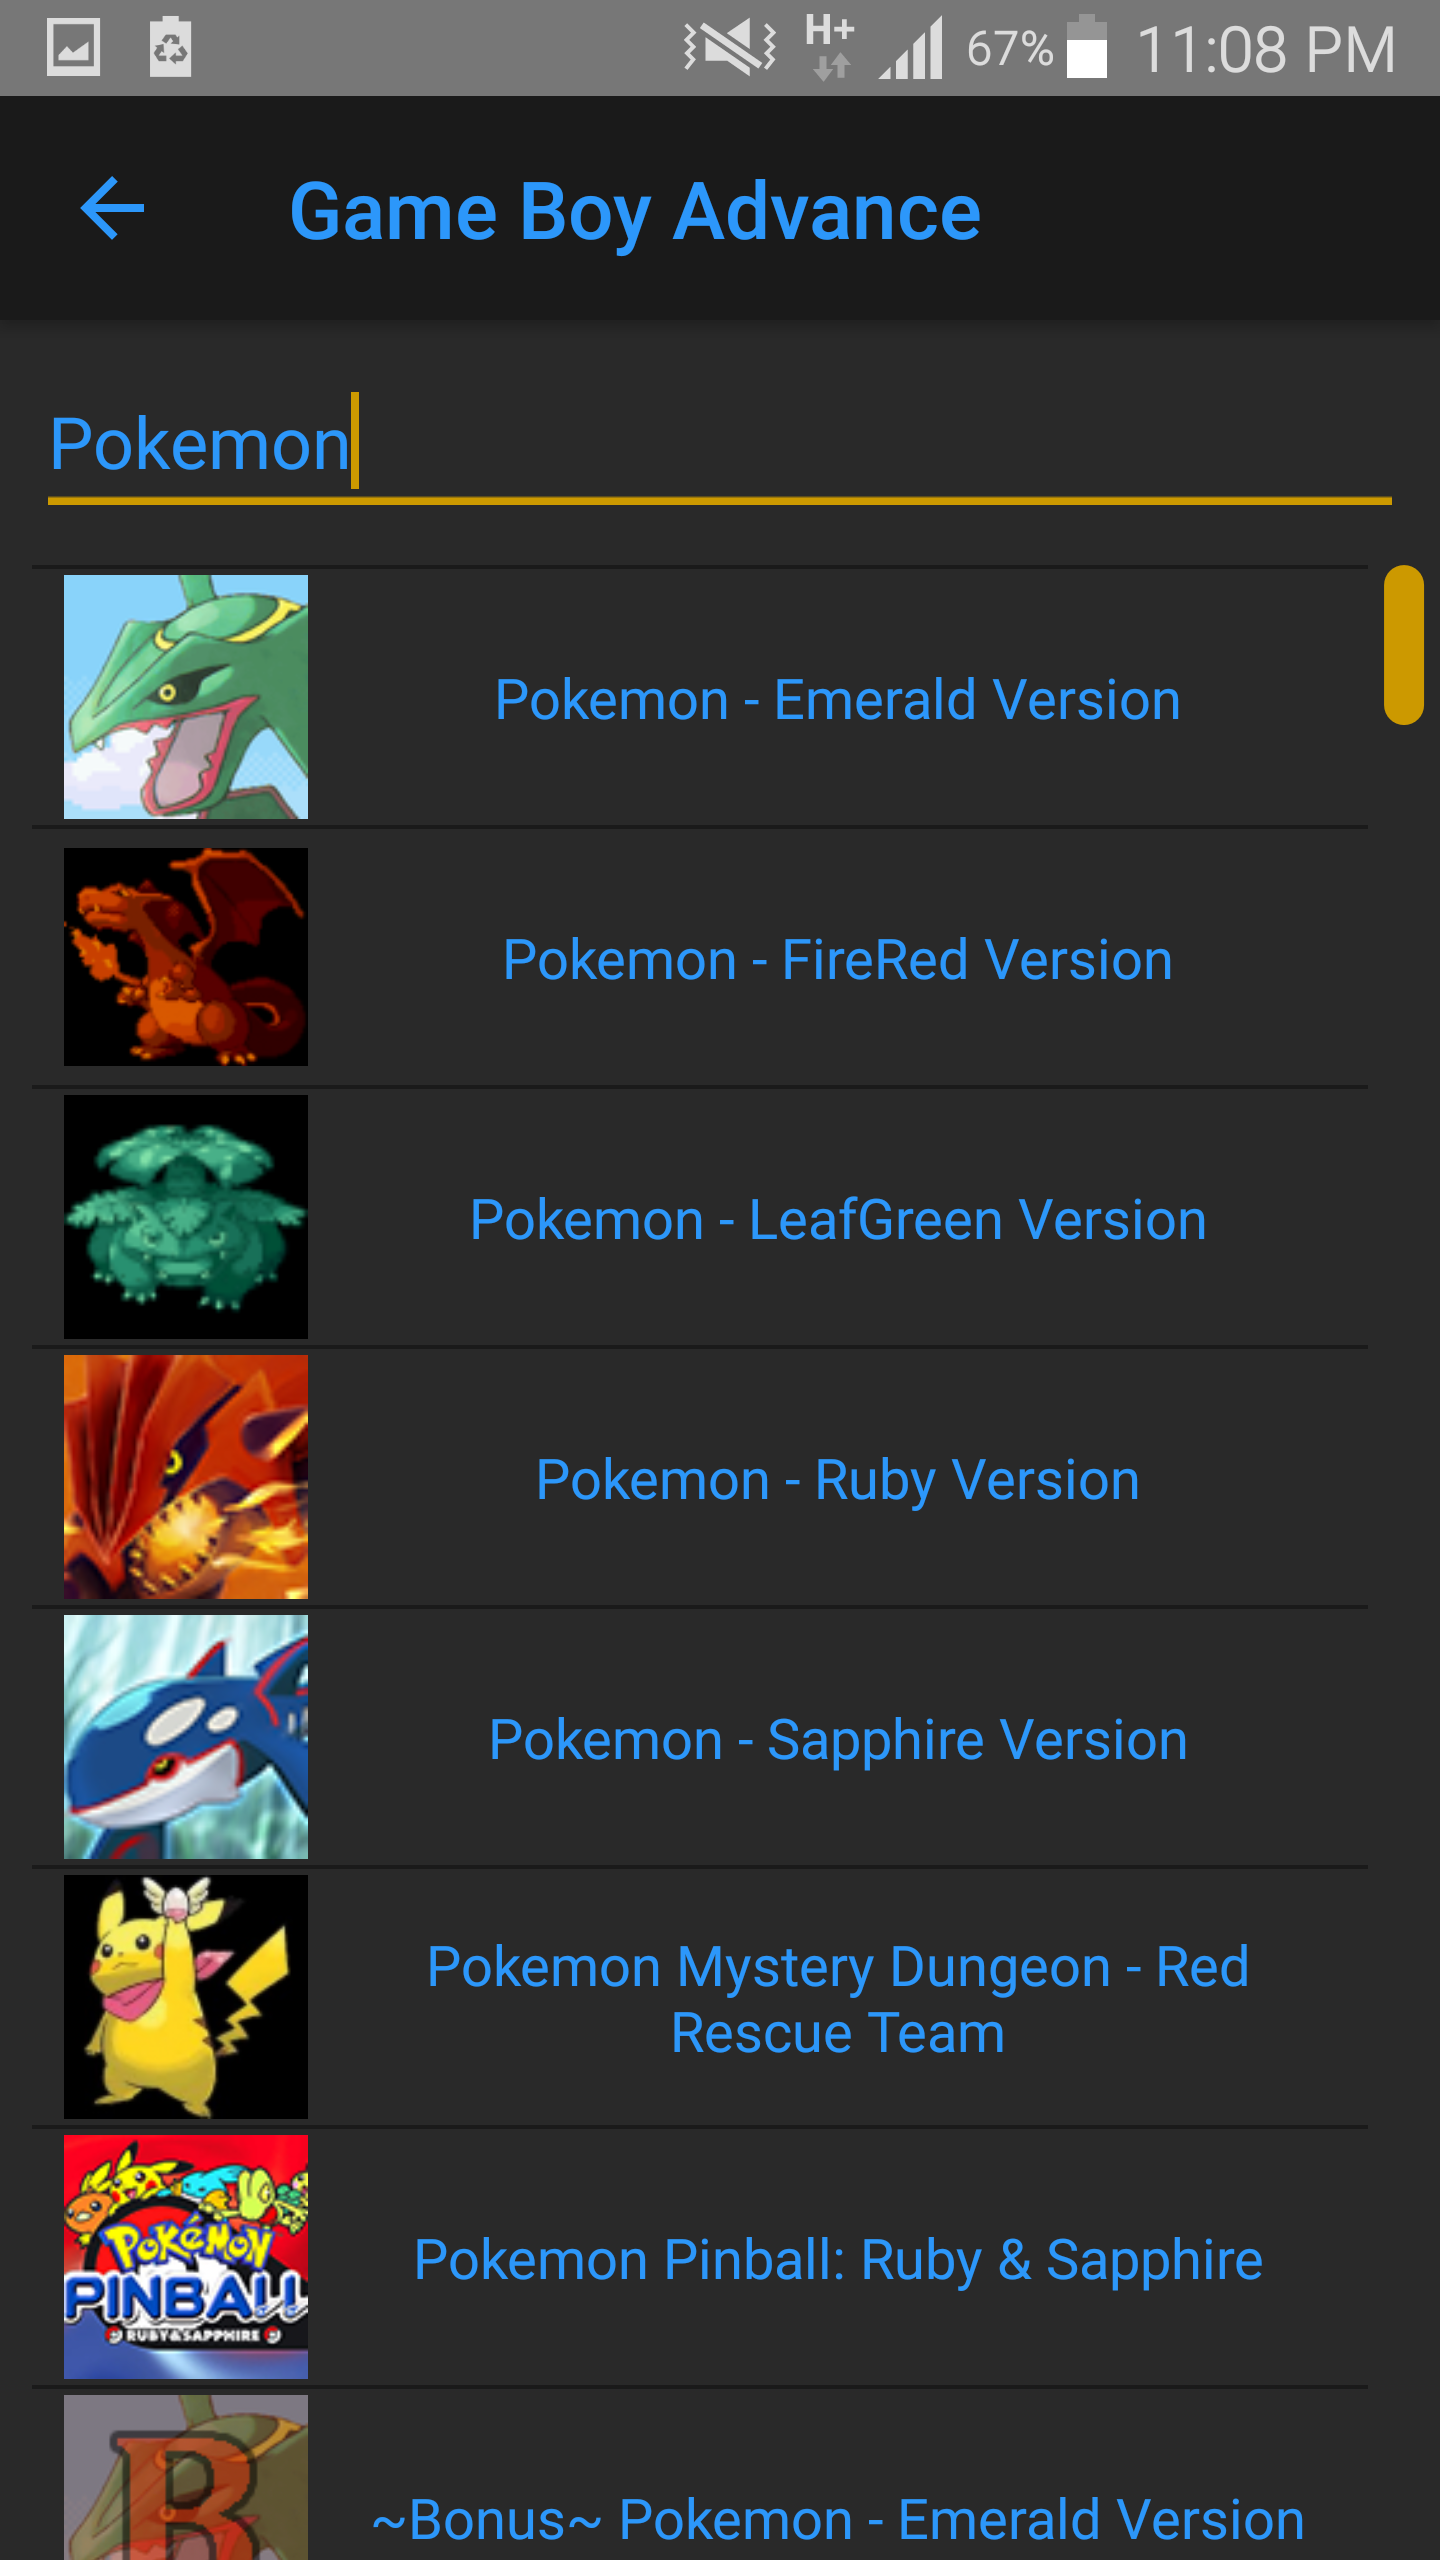 H+ 67% 11:08 PM
Game Boy Advance
Pokemon
Pokemon - Emerald Version
Pokemon - FireRed Version
Pokemon - LeafGreen Version
Pokemon - Ruby Version
Pokemon - Sapphire Version
Pokemon Mystery Dungeon - Red
Rescue Team
POKéMON
PINBALL
RUBY&SAPPHIRE
Pokemon Pinball: Ruby & Sapphire
B
~Bonus~ Pokemon - Emerald Version